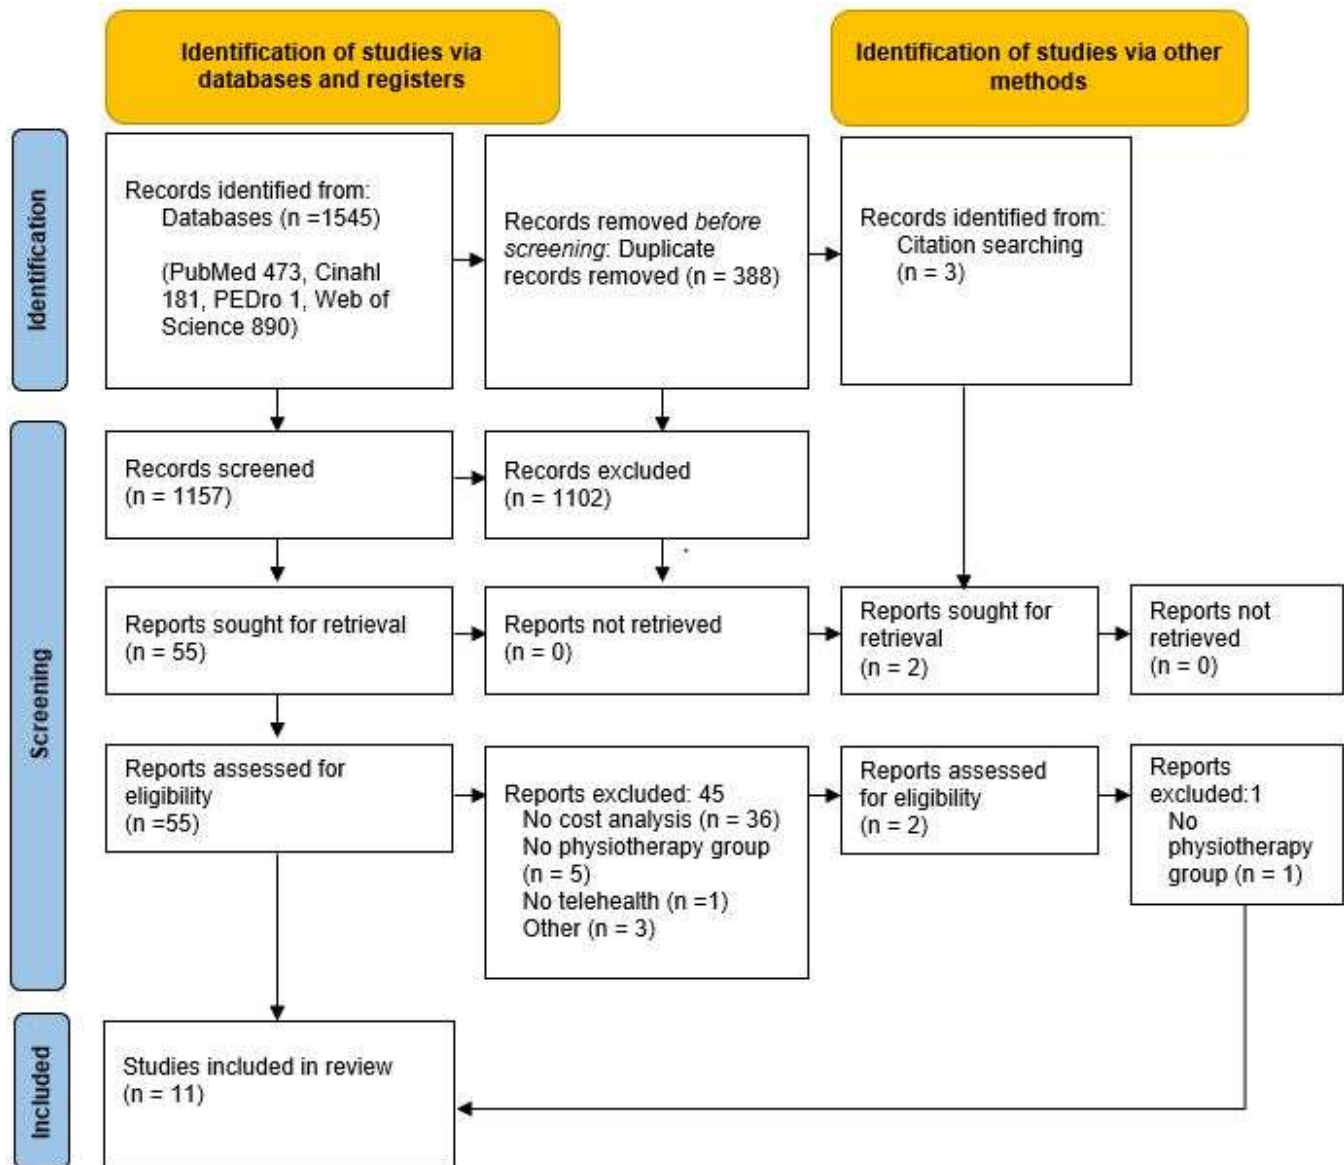 Identification of studies via
databases and registers
Identification of studies via other
methods
Identification
Records identified from:
Databases (n =1545)
(PubMed 473, Cinahl
181, PEDro 1, Web of
Science 890)
Records removed before
screening: Duplicate
records removed (n = 388)
Records identified from:
Citation searching
(n = 3)
Screening
Records screened
(n = 1157)
Records excluded
(n = 1102)
Reports sought for retrieval
(n = 55)
Reports not retrieved
(n = 0)
Reports sought for
retrieval
(n = 2)
Reports not
retrieved
(n = 0)
Reports assessed for
eligibility
(n =55)
Reports excluded: 45
No cost analysis (n = 36)
No physiotherapy group
(n = 5)
No telehealth (n =1)
Other (n = 3)
Reports assessed
for eligibility
(n = 2)
Reports
excluded:1
No
physiotherapy
group (n = 1)
Included
Studies included in review
(n = 11)